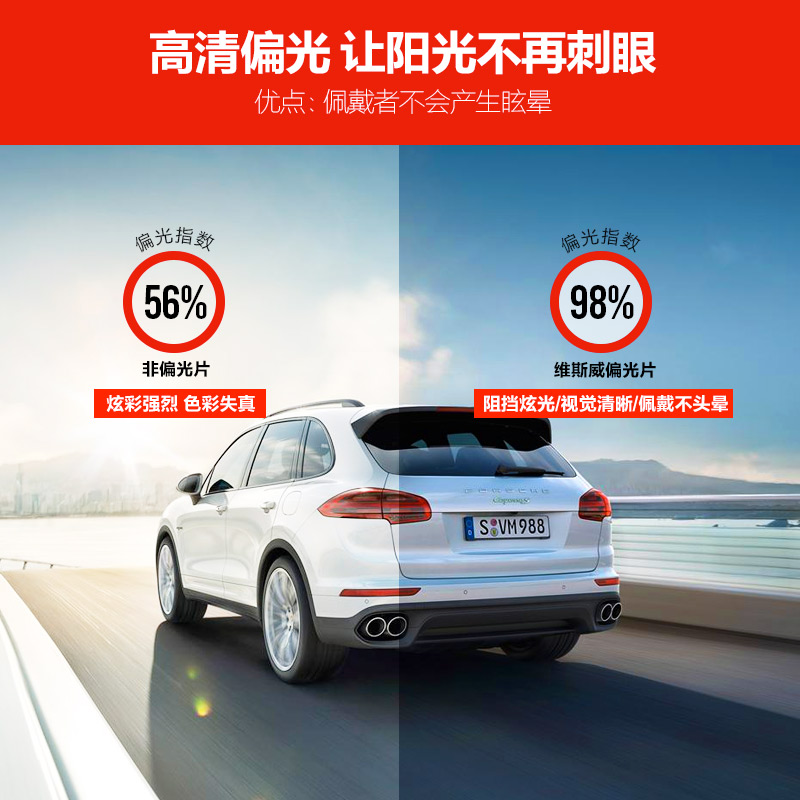 高清偏光 让阳光不再刺眼
优点：佩戴者不会产生眩晕
偏光指数
56%
非偏光片
炫彩强烈 色彩失真
偏光指数
98%
维斯威偏光片
阻挡炫光/视觉清晰/佩戴不头晕
PORSCHE
Cayenne S
S VM988